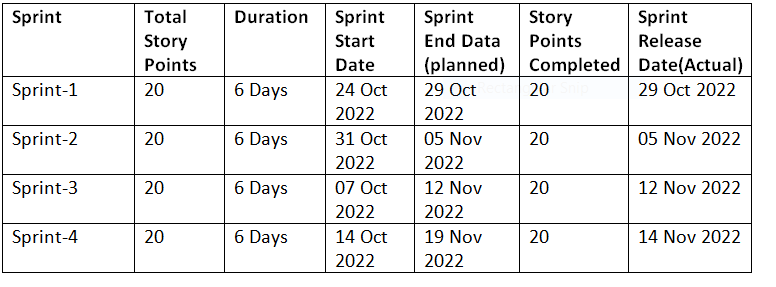 Sprint Total Story Points Duration Sprint Start Date Sprint End Data (planned) Story Points Completed Sprint Release Date(Actual)
Sprint-1 20 6 Days 24 Oct 2022 29 Oct 2022 20 29 Oct 2022
Sprint-2 20 6 Days 31 Oct 2022 05 Nov 2022 20 05 Nov 2022
Sprint-3 20 6 Days 07 Oct 2022 12 Nov 2022 20 12 Nov 2022
Sprint-4 20 6 Days 14 Oct 2022 19 Nov 2022 20 14 Nov 2022